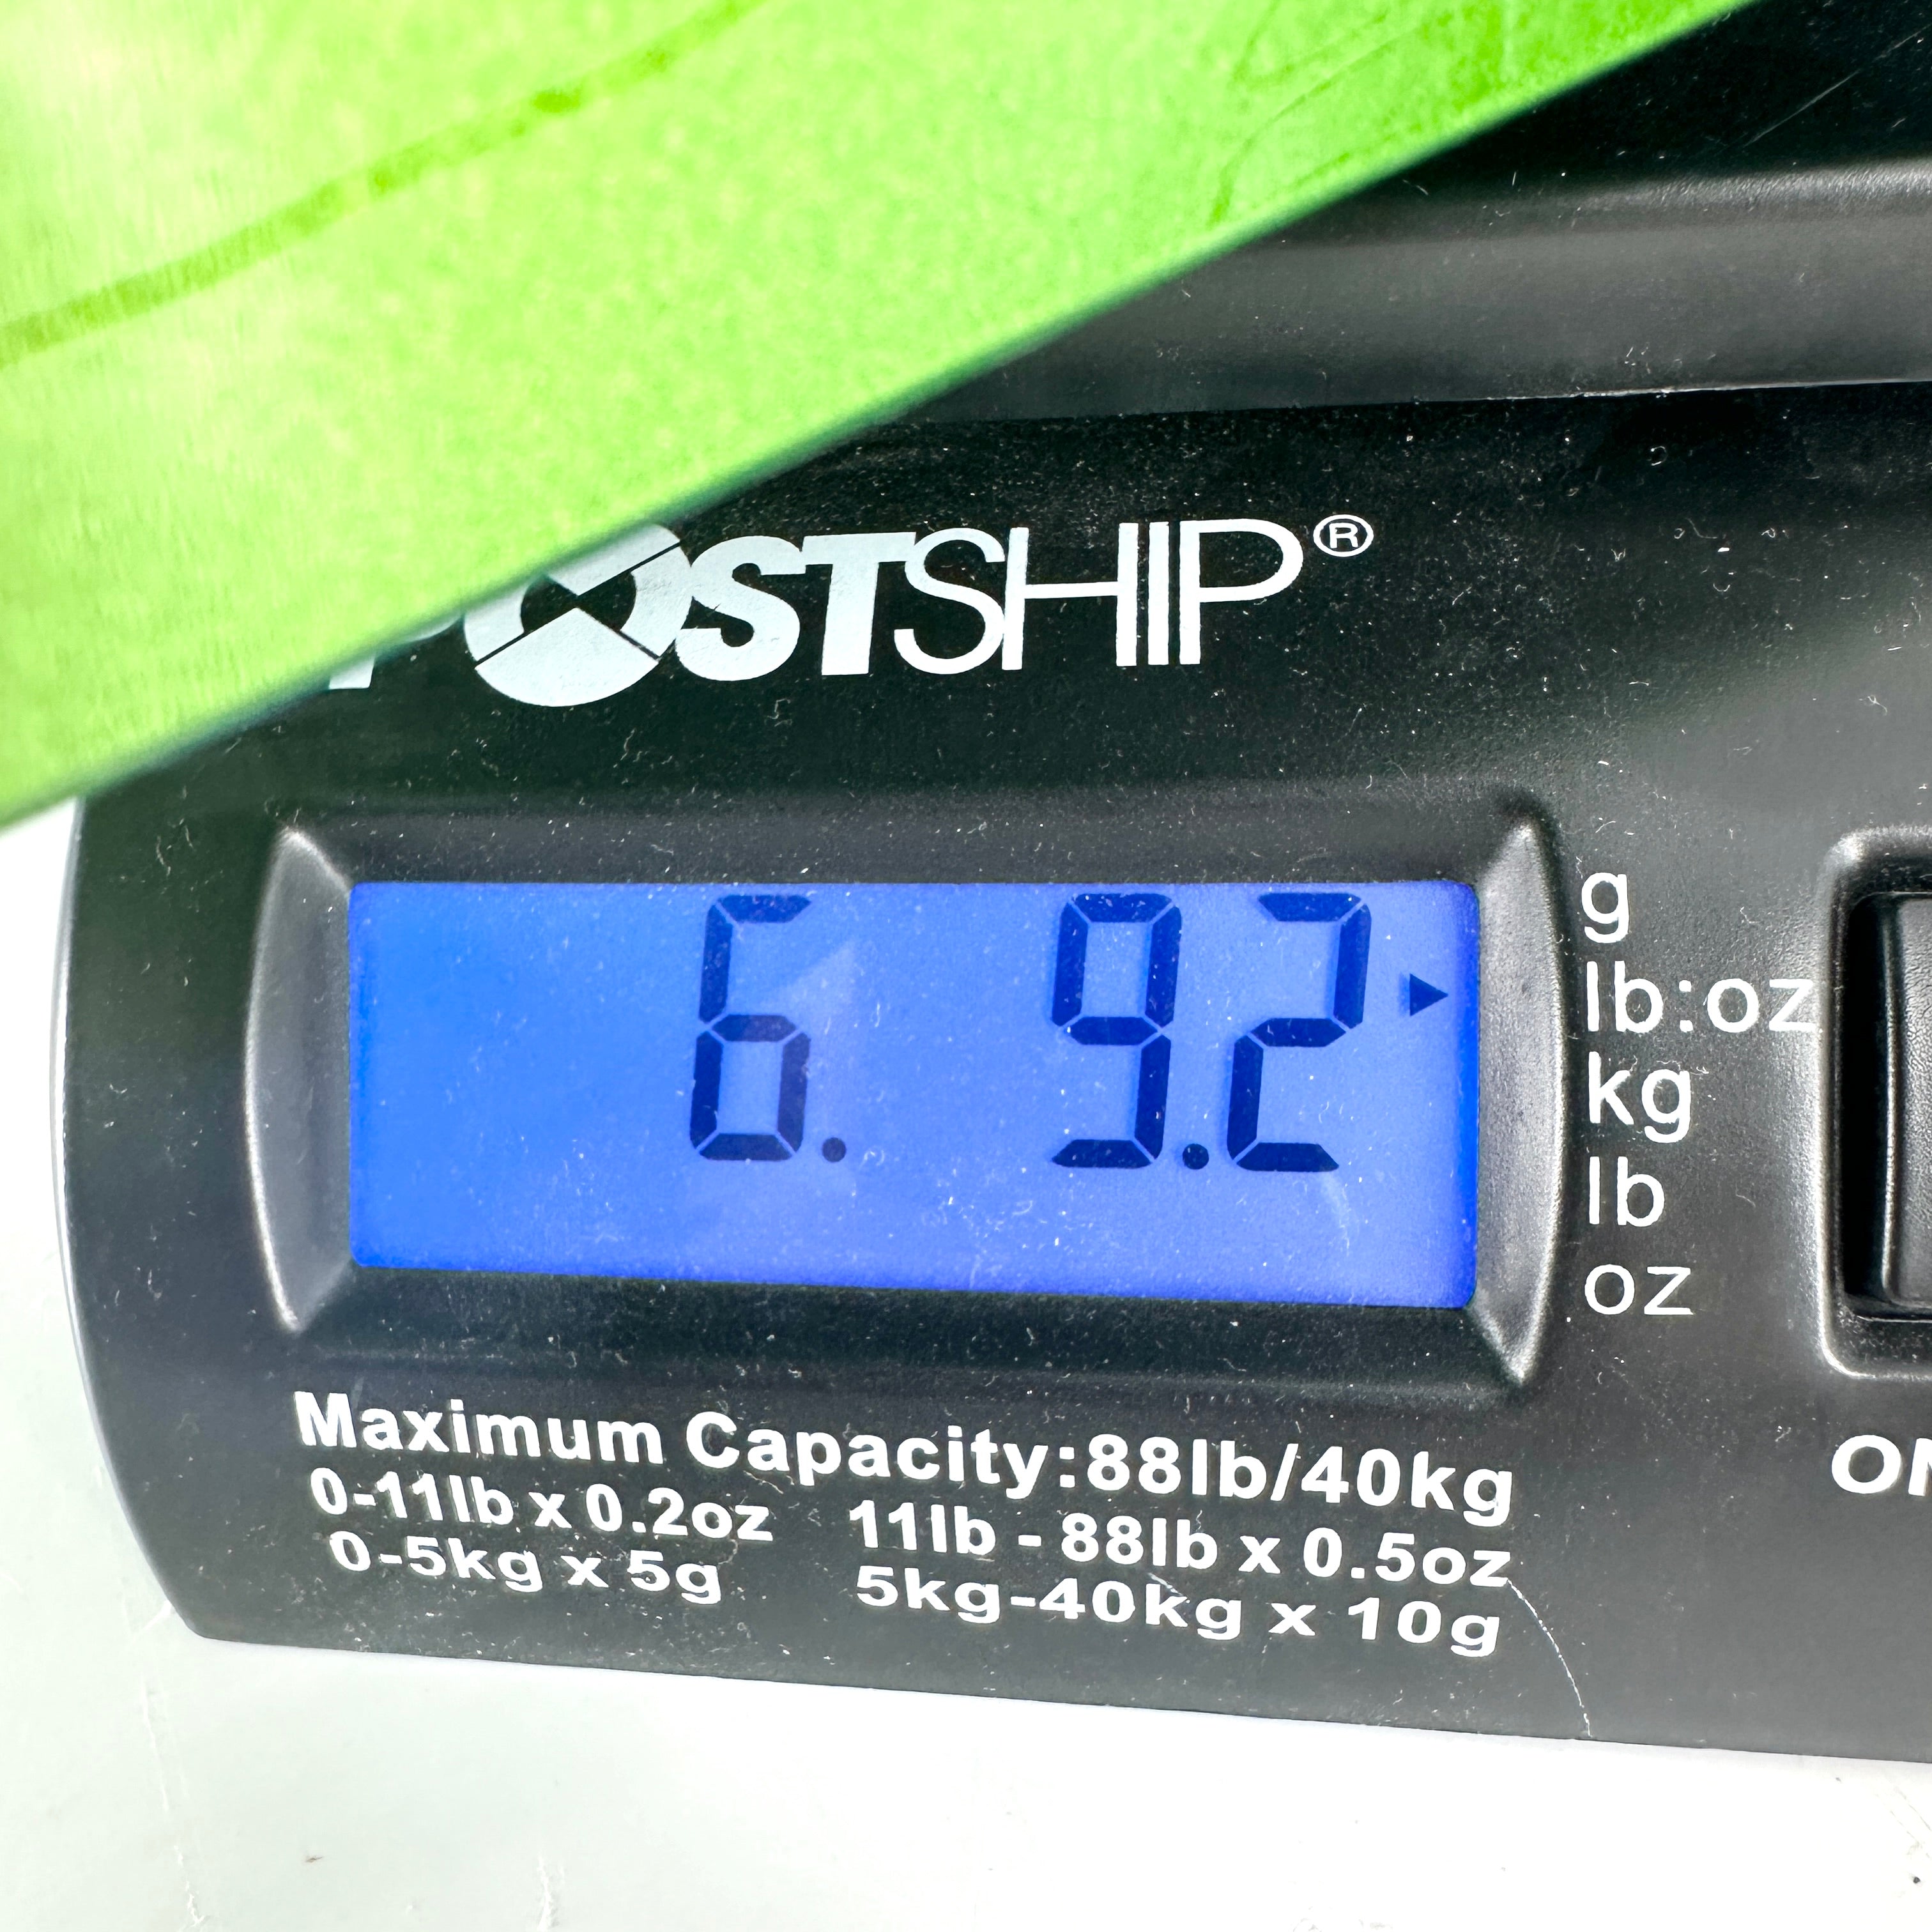 POSTSHIP®
6. 9.2
g
lb:oz
kg
lb
oz
Maximum Capacity:88lb/40kg
0-11lb x 0.2oz 11lb - 88lb x 0.5oz
0-5kg x 5g 5kg-40kg x 10g